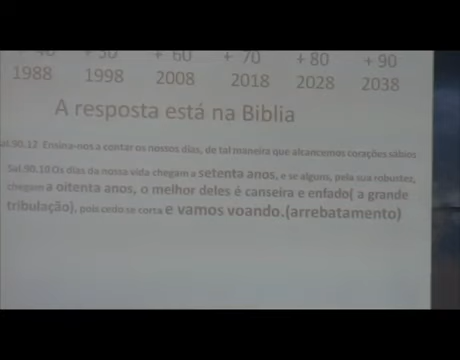 + 40 + 50 + 60 + 70 + 80 + 90
1988 1998 2008 2018 2028 2038
A resposta está na Biblia
Sal.90.12 Ensina-nos a contar os nossos dias, de tal maneira que alcancemos corações sábios
Sal.90.10 Os dias da nossa vida chegam a setenta anos, e se alguns, pela sua robustez,
chegam a oitenta anos, o melhor deles é canseira e enfado( a grande
tribulação), pois cedo se corta e vamos voando.(arrebatamento)